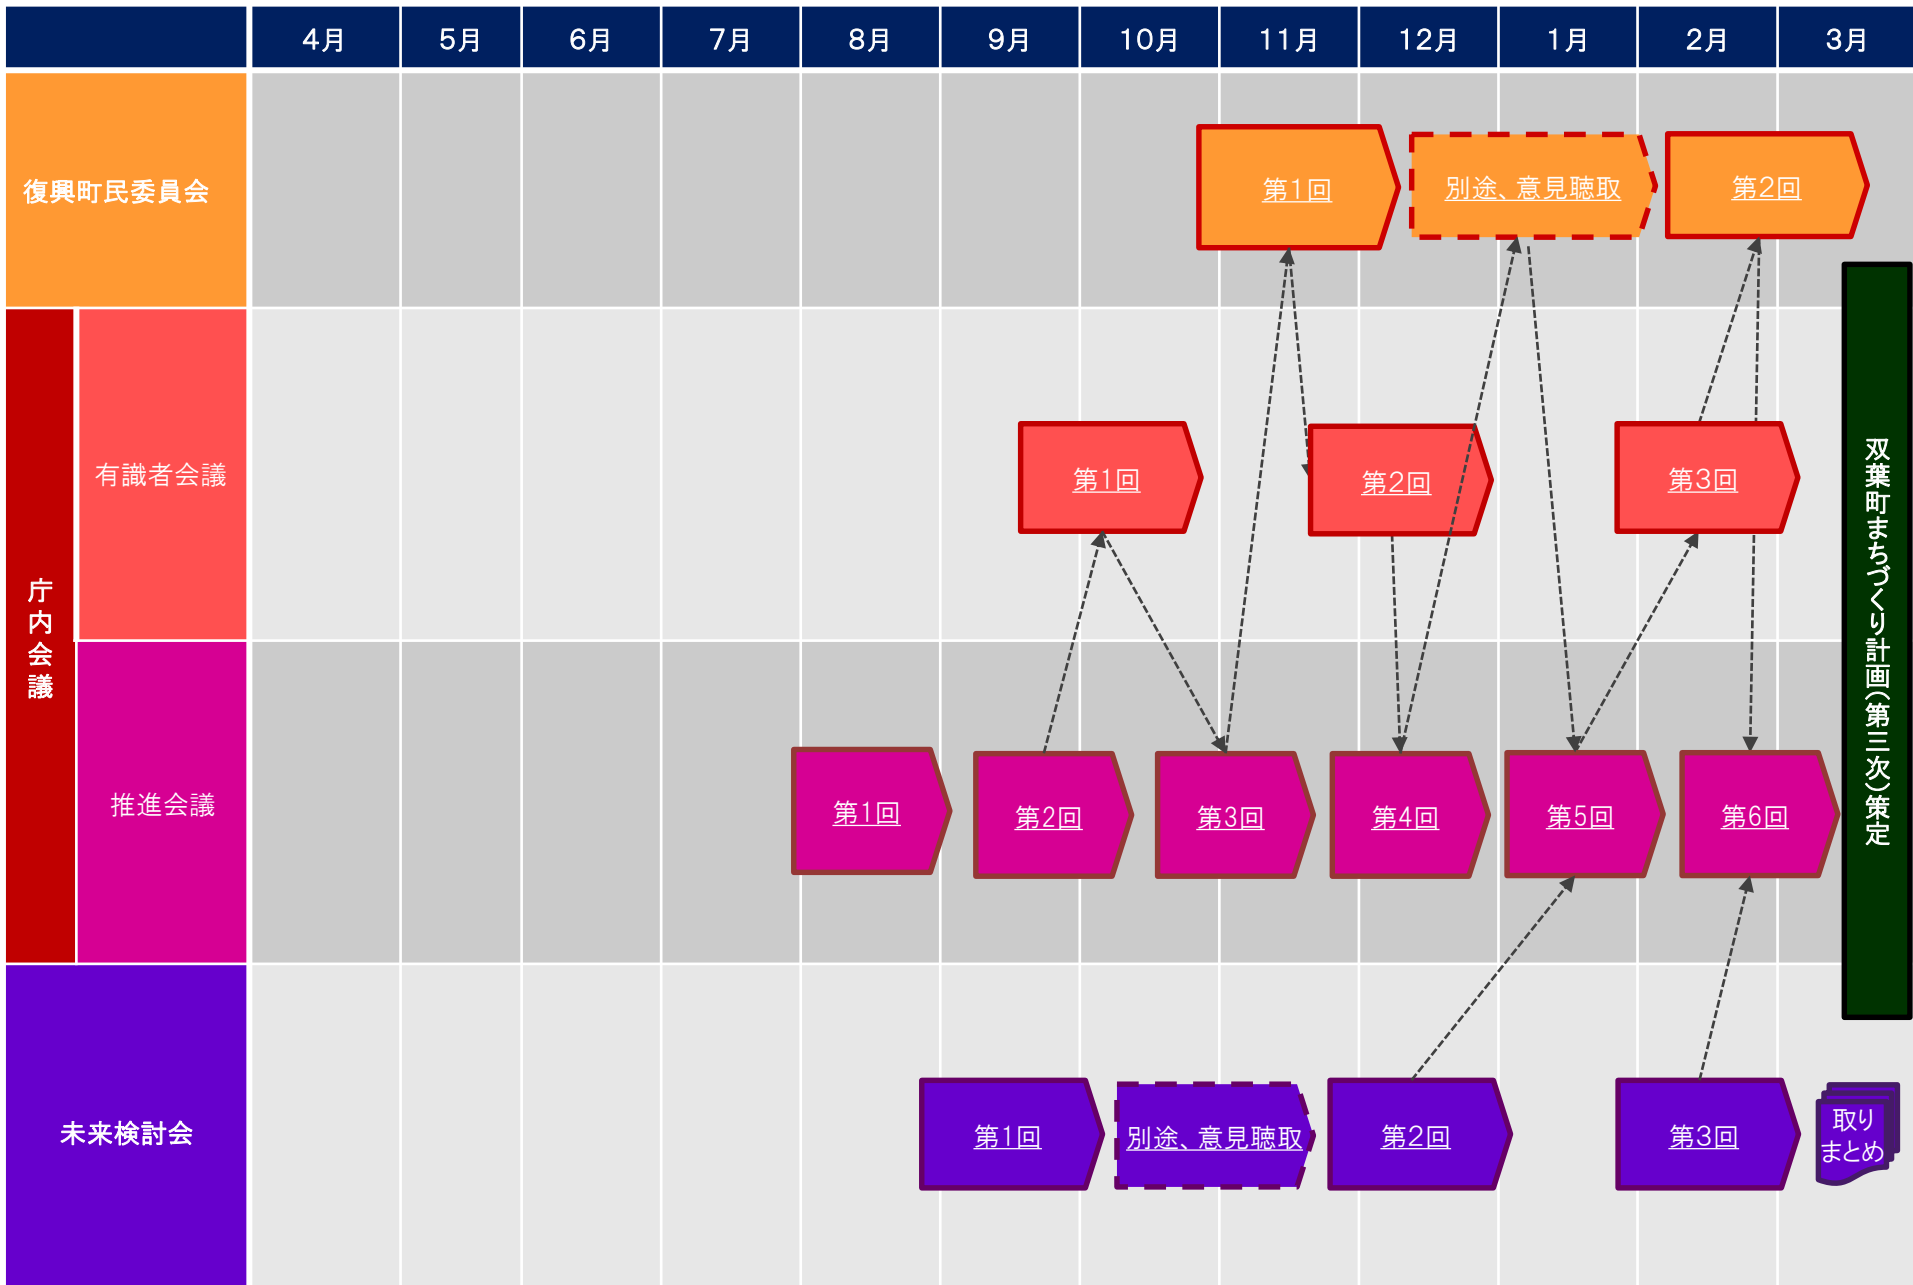 4月
5月
6月
7月
8月
9月
10月
11月
12月
1月
2月
3月
復興町民委員会
第1回
別途、意見聴取
第2回
庁内会議
有識者会議
第1回
第2回
第3回
推進会議
第1回
第2回
第3回
第4回
第5回
第6回
双葉町まちづくり計画(第三次)策定
未来検討会
第1回
別途、意見聴取
第2回
第3回
取り
まとめ